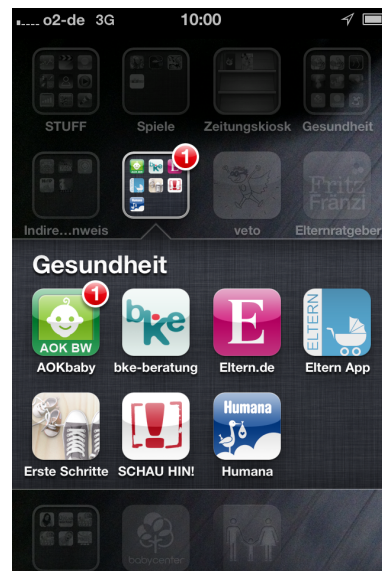 o2-de 3G 10:00
STUFF Spiele Zeitungskiosk Gesundheit
1
Indire…nweis veto Fritz Fränzi Elternratgeber
Gesundheit
1
AOK BW bke E ELTERN
AOKbaby bke-beratung Eltern.de Eltern App
[!] Humana
Erste Schritte SCHAU HIN! Humana
babycenter